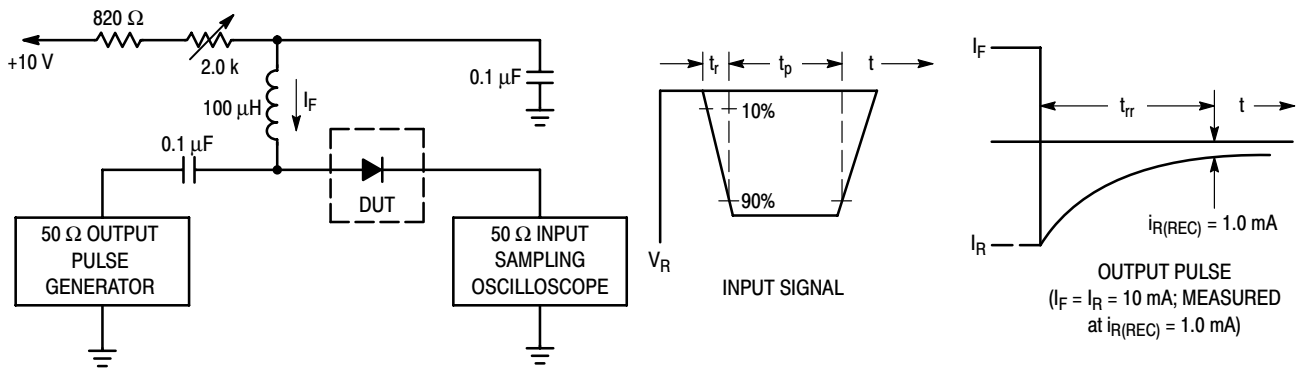 820 Ω
+10 V
2.0 k
100 μH
I_F
0.1 μF
0.1 μF
DUT
50 Ω OUTPUT
PULSE
GENERATOR
50 Ω INPUT
SAMPLING
OSCILLOSCOPE
t_r
t_p
t
10%
90%
V_R
INPUT SIGNAL
I_F
t_rr
t
I_R
i_R(REC) = 1.0 mA
OUTPUT PULSE
(I_F = I_R = 10 mA; MEASURED
at i_R(REC) = 1.0 mA)